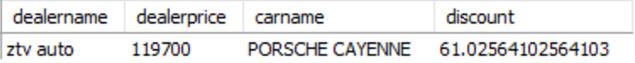 dealername dealerprice carname discount
ztv auto 119700 PORSCHE CAYENNE 61.02564102564103